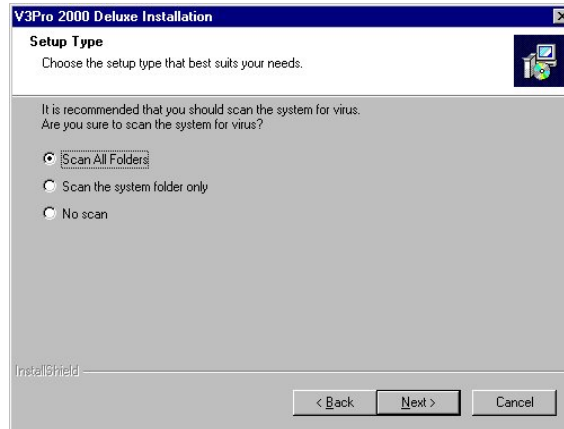 V3Pro 2000 Deluxe Installation
Setup Type
Choose the setup type that best suits your needs.
It is recommended that you should scan the system for virus.
Are you sure to scan the system for virus?
Scan All Folders
Scan the system folder only
No scan
InstallShield
< Back Next > Cancel